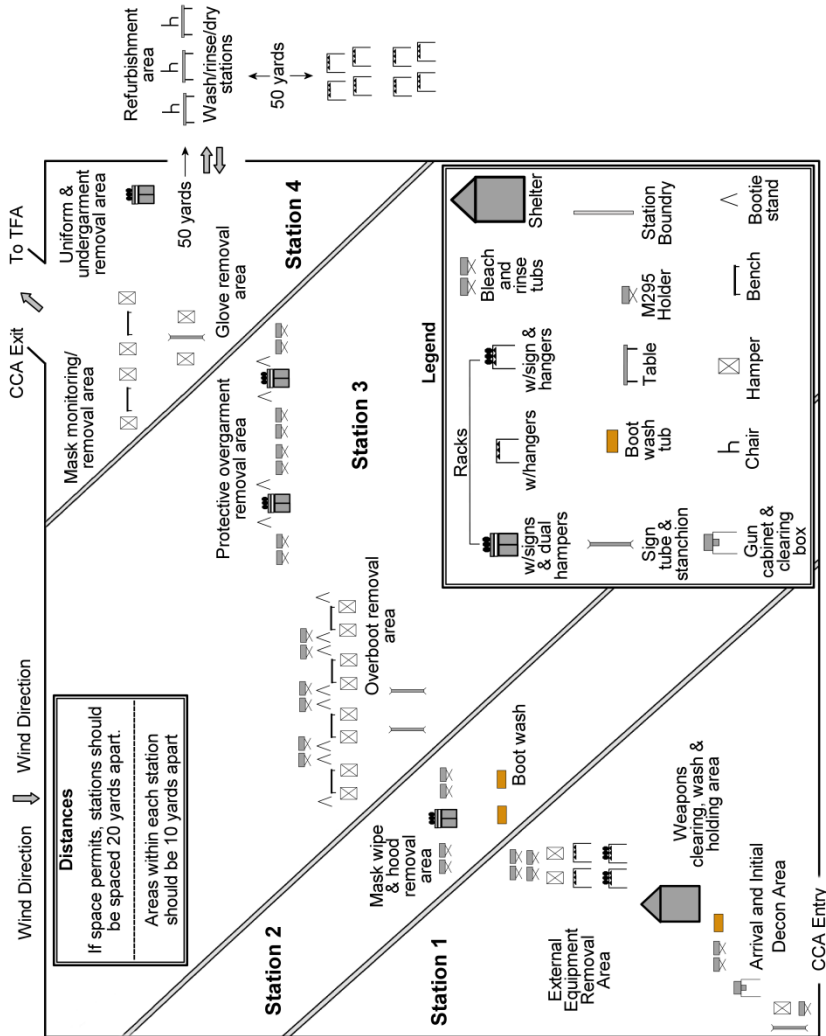 Wind Direction
Wind Direction
CCA Exit
To TFA
Distances
If space permits, stations should
be spaced 20 yards apart.
Areas within each station
should be 10 yards apart
Mask monitoring/
removal area
Uniform &
undergarment
removal area
50 yards
Refurbishment
area
Wash/rinse/dry
stations
50 yards
Glove removal
area
Station 4
Protective overgarment
removal area
Station 3
Overboot removal
area
Station 2
Mask wipe
& hood
removal
area
Boot wash
Station 1
External
Equipment
Removal
Area
Weapons
clearing, wash &
holding area
Arrival and Initial
Decon Area
CCA Entry
Legend
Racks
w/signs
& dual
hampers
w/hangers
w/sign &
hangers
Bleach
and
rinse
tubs
Shelter
Sign
tube &
stanchion
Boot
wash
tub
Table
M295
Holder
Station
Boundry
Gun
cabinet &
clearing
box
Chair
Hamper
Bench
Bootie
stand